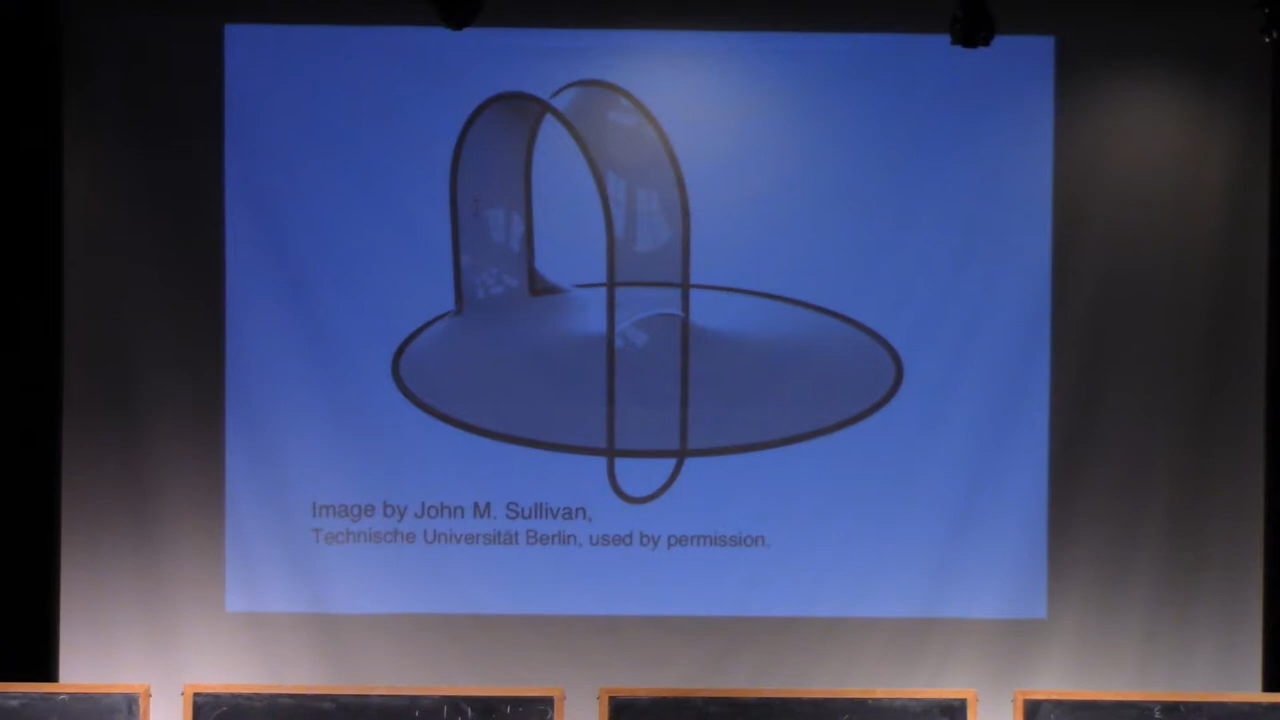 Image by John M. Sullivan,
Technische Universität Berlin, used by permission.